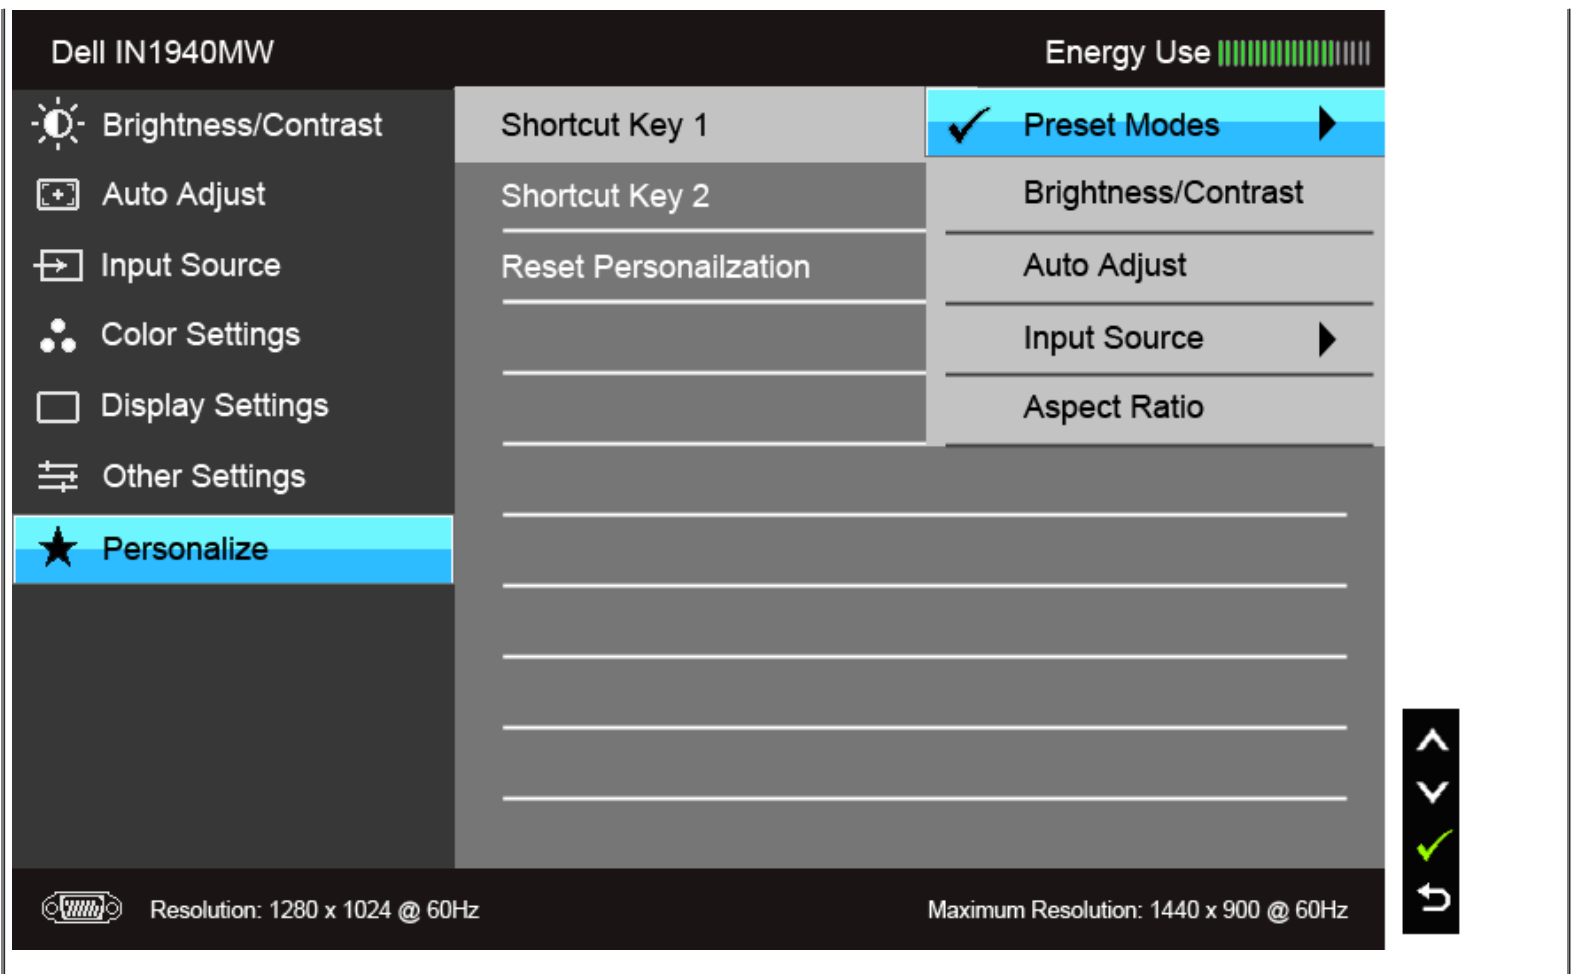 Dell IN1940MW
Energy Use
Brightness/Contrast
Auto Adjust
Input Source
Color Settings
Display Settings
Other Settings
Personalize
Shortcut Key 1
Shortcut Key 2
Reset Personailzation
Preset Modes
Brightness/Contrast
Auto Adjust
Input Source
Aspect Ratio
Resolution: 1280 x 1024 @ 60Hz
Maximum Resolution: 1440 x 900 @ 60Hz